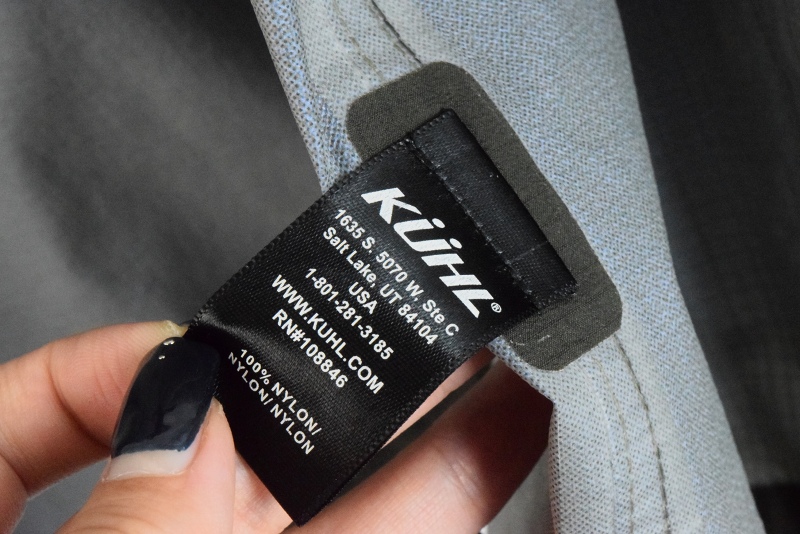 KÜHL®
1635 S. 5070 W, Ste C
Salt Lake, UT 84104
USA
1-801-281-3185
WWW.KUHL.COM
RN#108846
100% NYLON/
NYLON/ NYLON